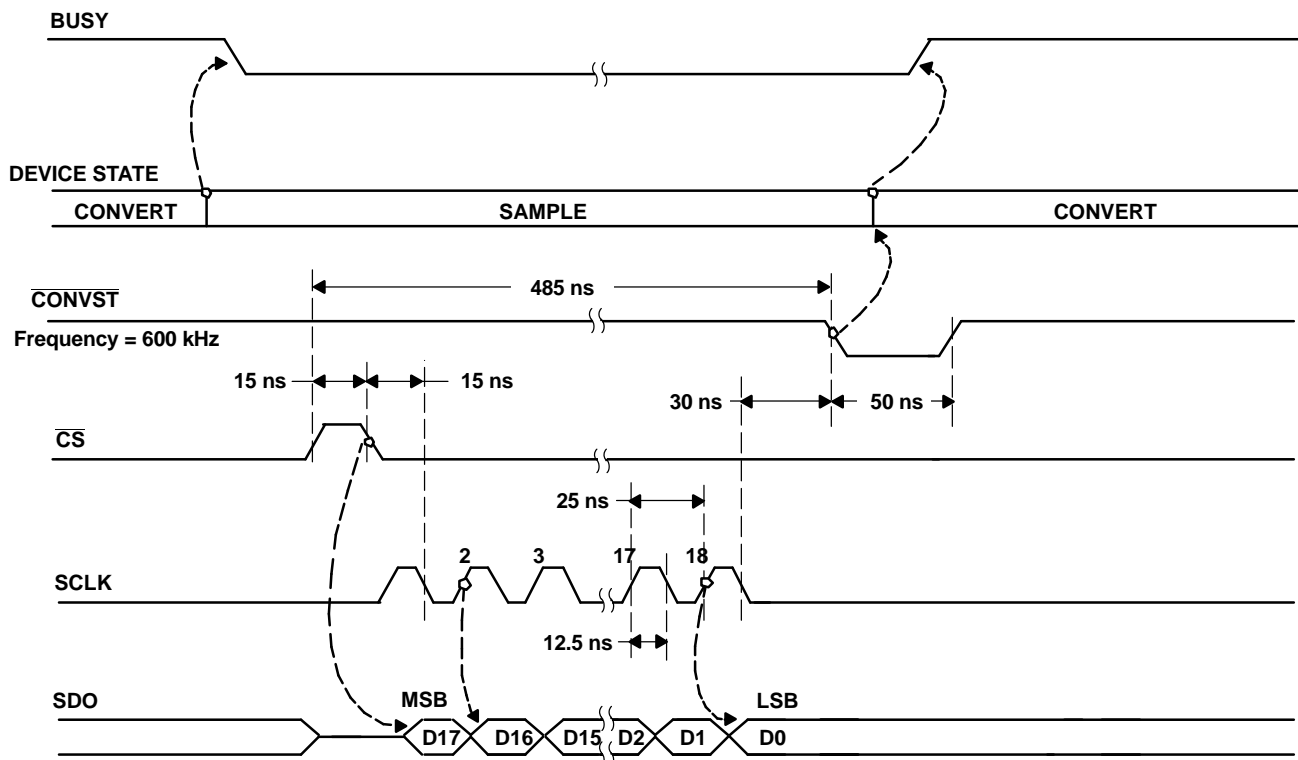 BUSY
DEVICE STATE
CONVERT
SAMPLE
CONVERT
485 ns
CONVST
Frequency = 600 kHz
15 ns
15 ns
30 ns
50 ns
CS
25 ns
2
3
17
18
SCLK
12.5 ns
SDO
MSB
LSB
D17
D16
D15
D2
D1
D0